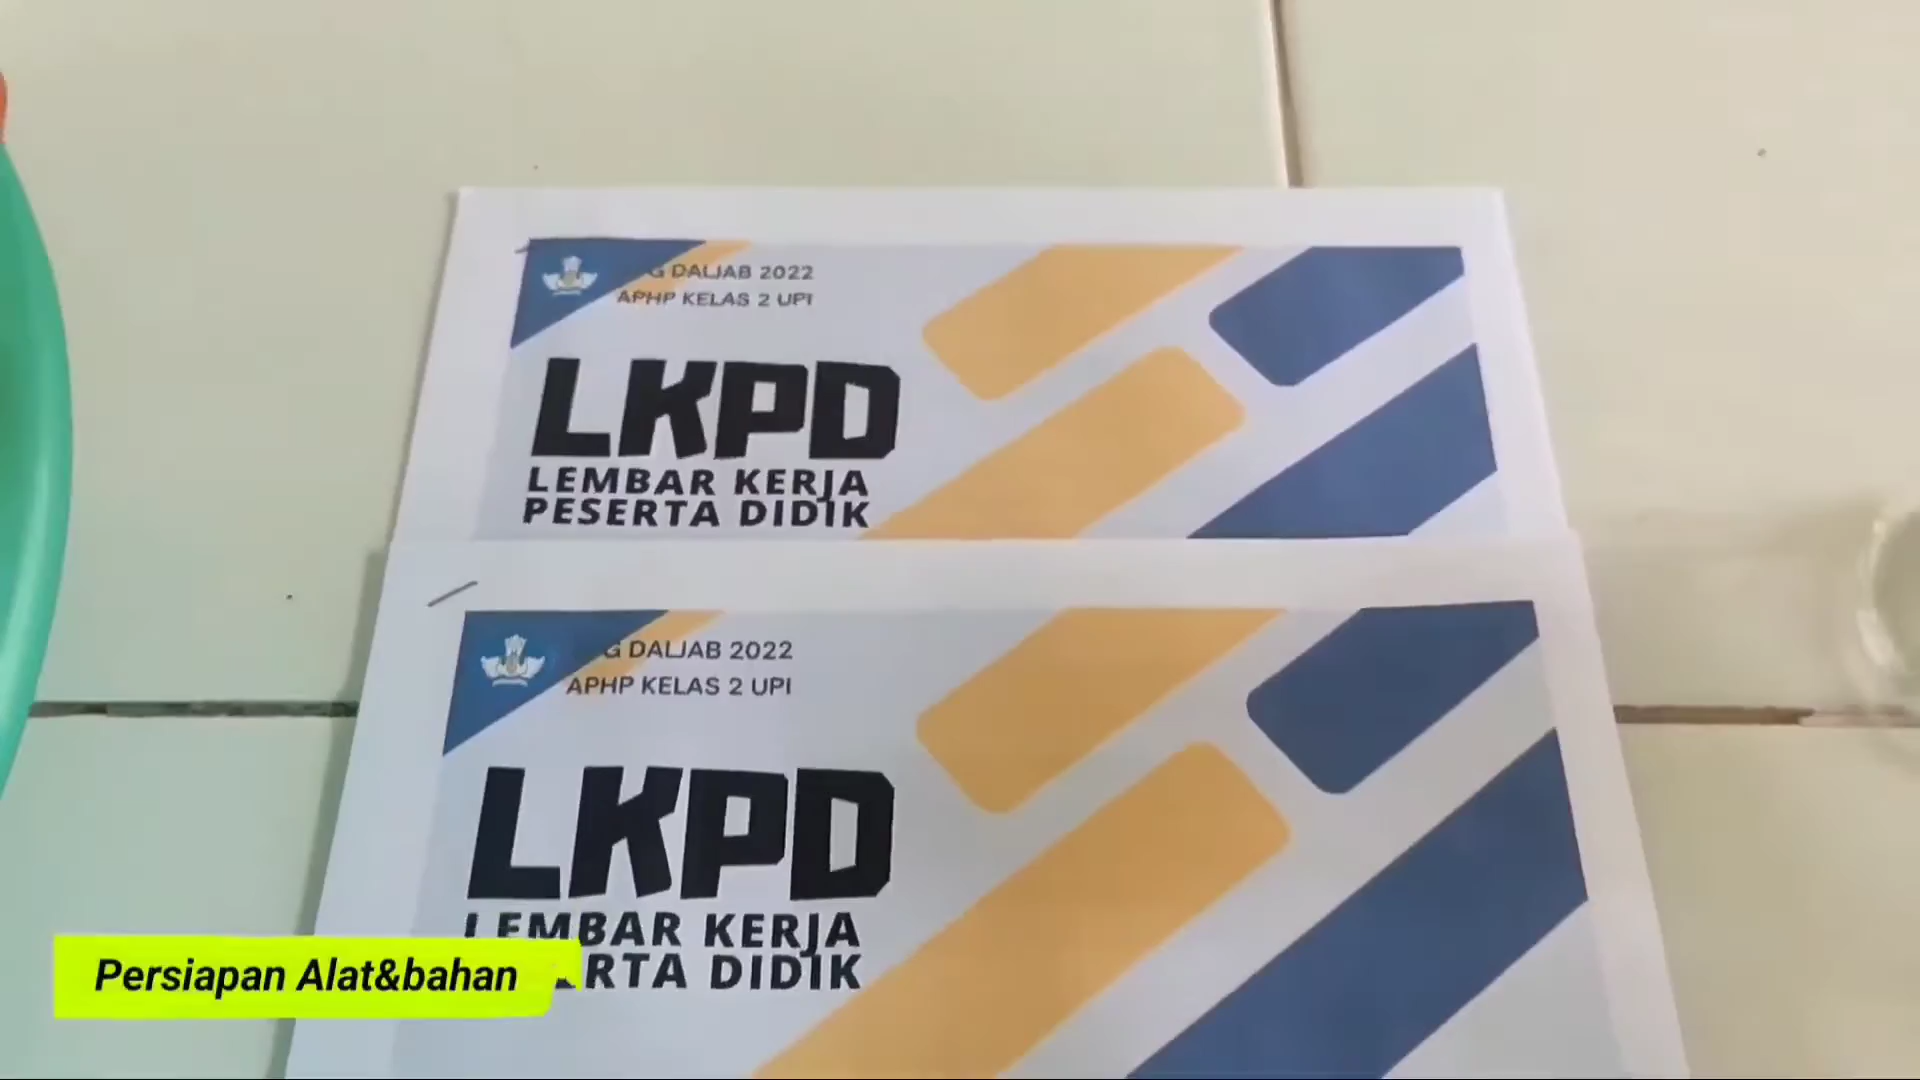 DALJAB 2022
APHP KELAS 2 UPI
LKPD
LEMBAR KERJA
PESERTA DIDIK
DALJAB 2022
APHP KELAS 2 UPI
LKPD
LEMBAR KERJA
DIDIK
Persiapan Alat&bahan